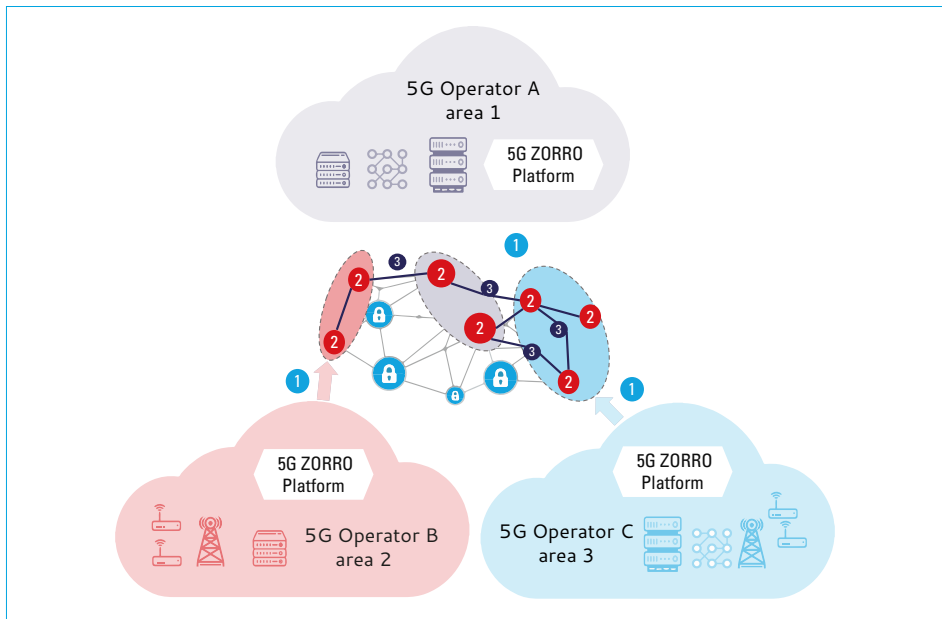 5G Operator A
area 1
5G ZORRO
Platform
1
3
2
2
3
2
2
2
3
2
3
2
1
1
5G ZORRO
Platform
5G Operator B
area 2
5G ZORRO
Platform
5G Operator C
area 3